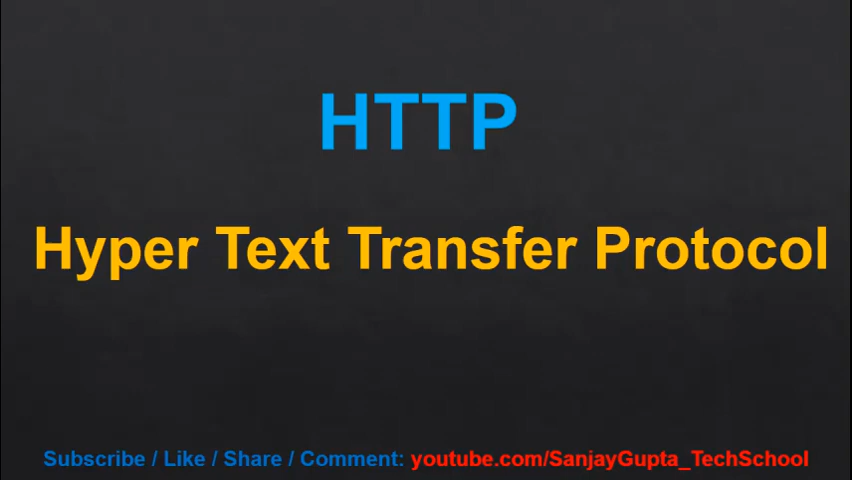 HTTP
Hyper Text Transfer Protocol
Subscribe / Like / Share / Comment: youtube.com/SanjayGupta_TechSchool